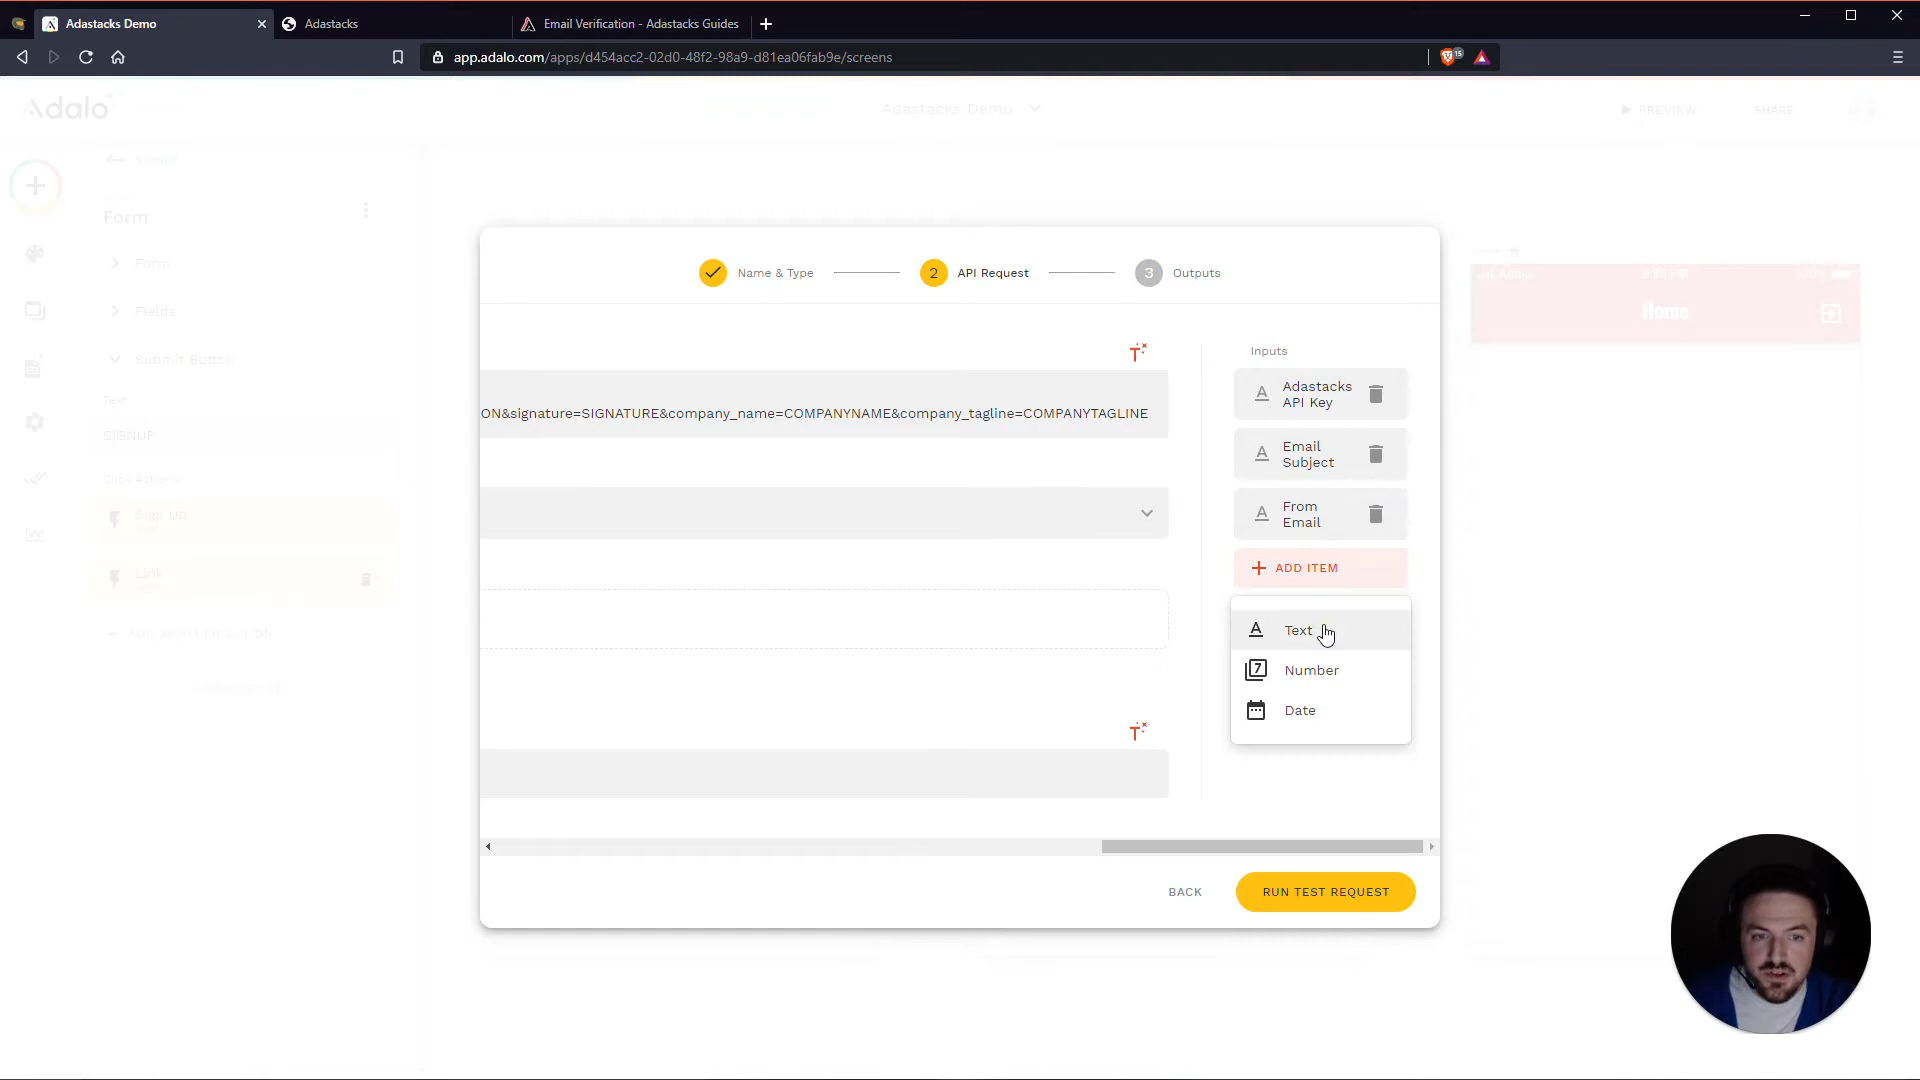 Adastacks Demo
Adastacks
Email Verification - Adastacks Guides
app.adalo.com/apps/d454acc2-02d0-48f2-98a9-d81ea06fab9e/screens
15
Adalo
Adastacks Demo
PREVIEW
SHARE
SIGNUP
Form
Form
Fields
Submit Button
Text
SIGNUP
Click Actions
Sign Up
Link
ADD ANOTHER ACTION
Name & Type
2
API Request
3
Outputs
ON&signature=SIGNATURE&company_name=COMPANYNAME&company_tagline=COMPANYTAGLINE
Inputs
Adastacks
API Key
Email
Subject
From
Email
ADD ITEM
Text
7
Number
Date
BACK
RUN TEST REQUEST
Home